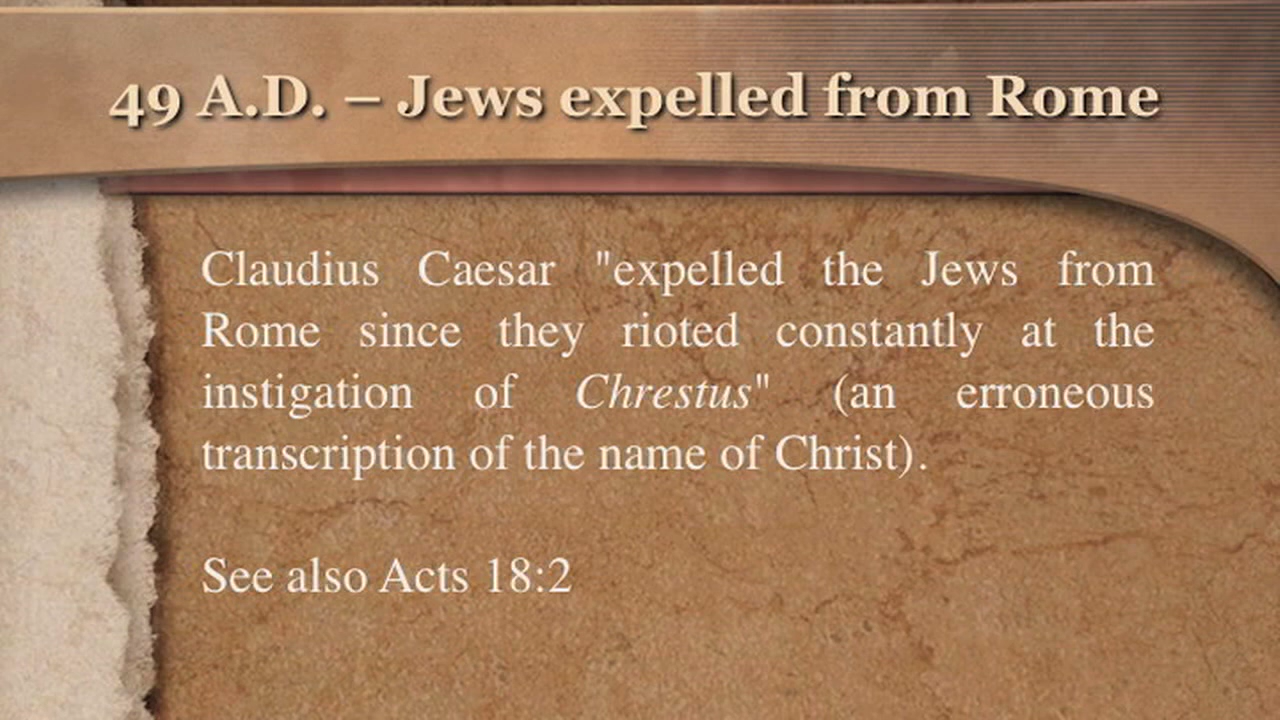 49 A.D. – Jews expelled from Rome
Claudius Caesar "expelled the Jews from
Rome since they rioted constantly at the
instigation of Chrestus" (an erroneous
transcription of the name of Christ).
See also Acts 18:2